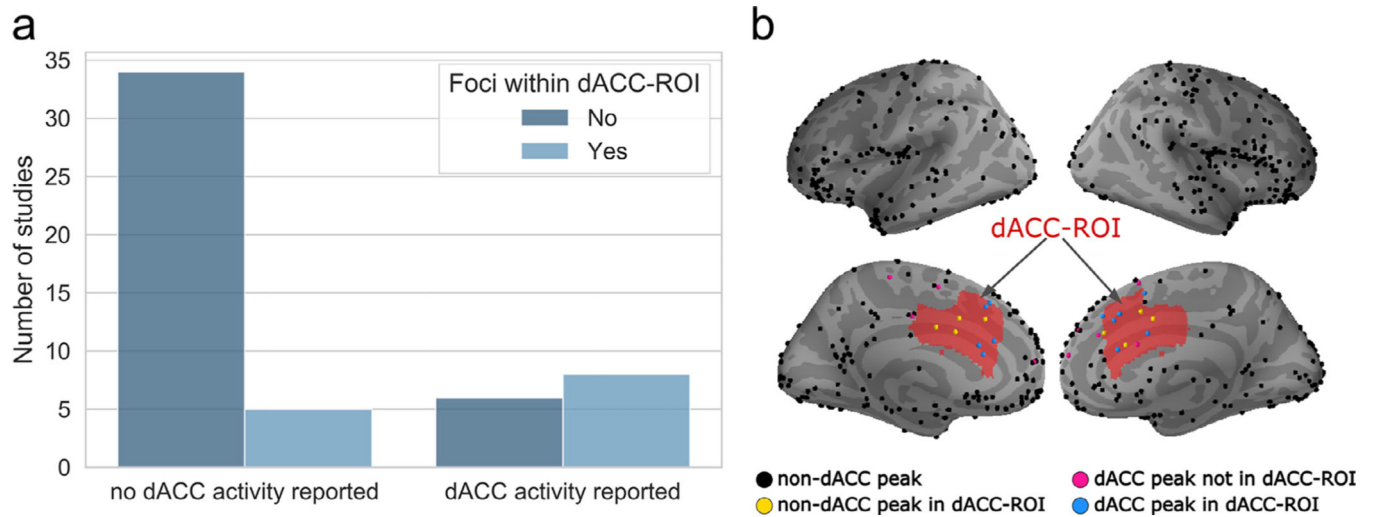 a
35
30
25
20
15
10
5
0
Number of studies
Foci within dACC-ROI
No
Yes
no dACC activity reported
dACC activity reported
b
dACC-ROI
non-dACC peak
dACC peak not in dACC-ROI
non-dACC peak in dACC-ROI
dACC peak in dACC-ROI